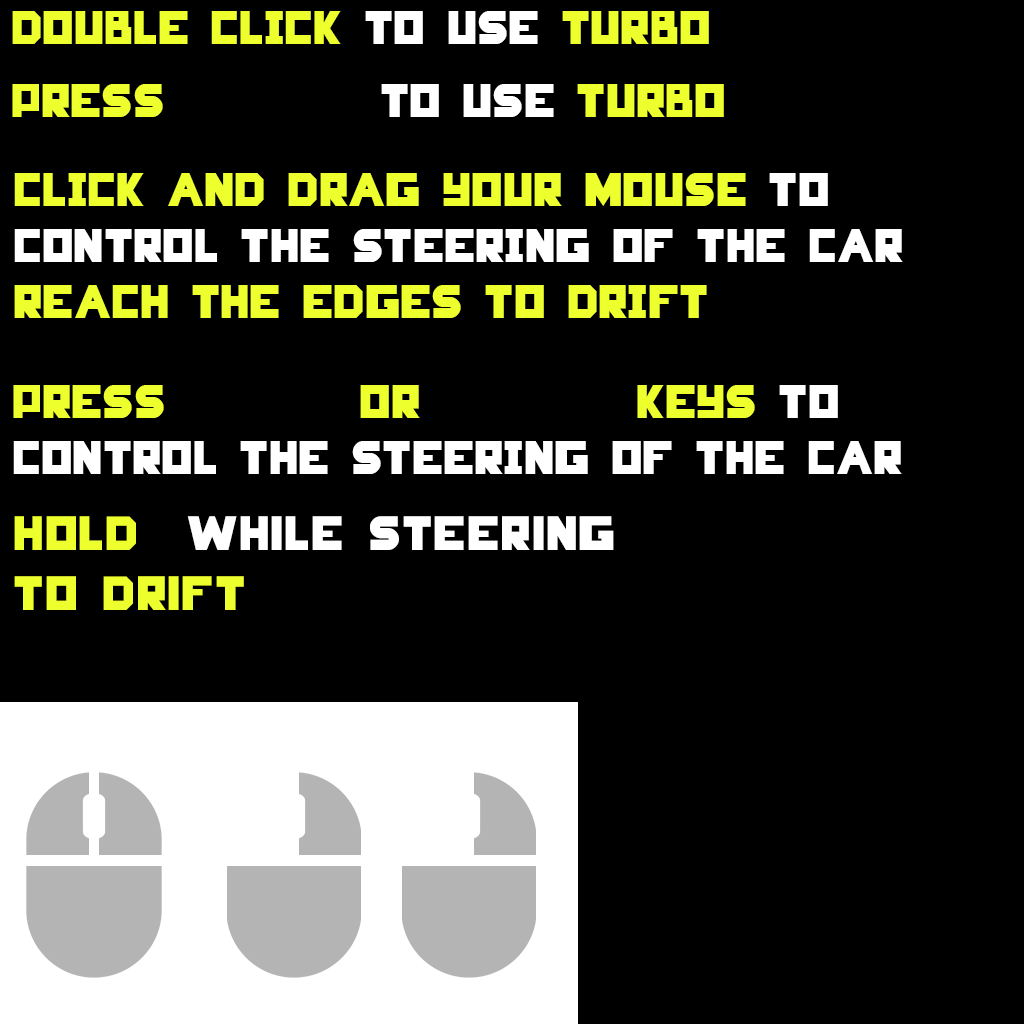 DOUBLE CLICK TO USE TURBO
PRESS TO USE TURBO
CLICK AND DRAG YOUR MOUSE TO
CONTROL THE STEERING OF THE CAR
REACH THE EDGES TO DRIFT
PRESS OR KEYS TO
CONTROL THE STEERING OF THE CAR
HOLD WHILE STEERING
TO DRIFT